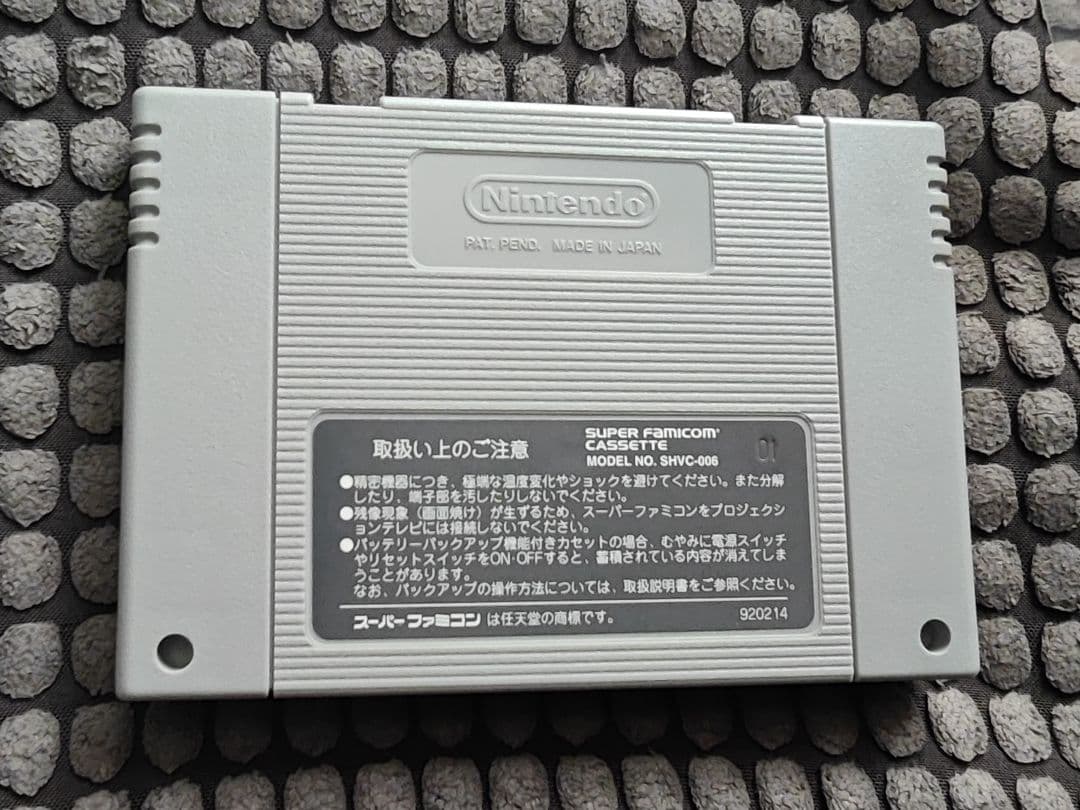 Nintendo
PAT. PEND. MADE IN JAPAN
取扱い上のご注意
SUPER FAMICOM
CASSETTE
MODEL NO. SHVC-006
01
●精密機器につき、極端な温度変化やショックを避けてください。また分解
したり、端子部を汚したりしないでください。
●残像現象（画面焼け）が生ずるため、スーパーファミコンをプロジェクシ
ョンテレビには接続しないでください。
●バッテリーバックアップ機能付きカセットの場合、むやみに電源スイッチ
やリセットスイッチをON・OFFすると、蓄積されている内容が消えてしま
うことがあります。
なお、バックアップの操作方法については、取扱説明書をご参照ください。
スーパーファミコンは任天堂の商標です。
920214